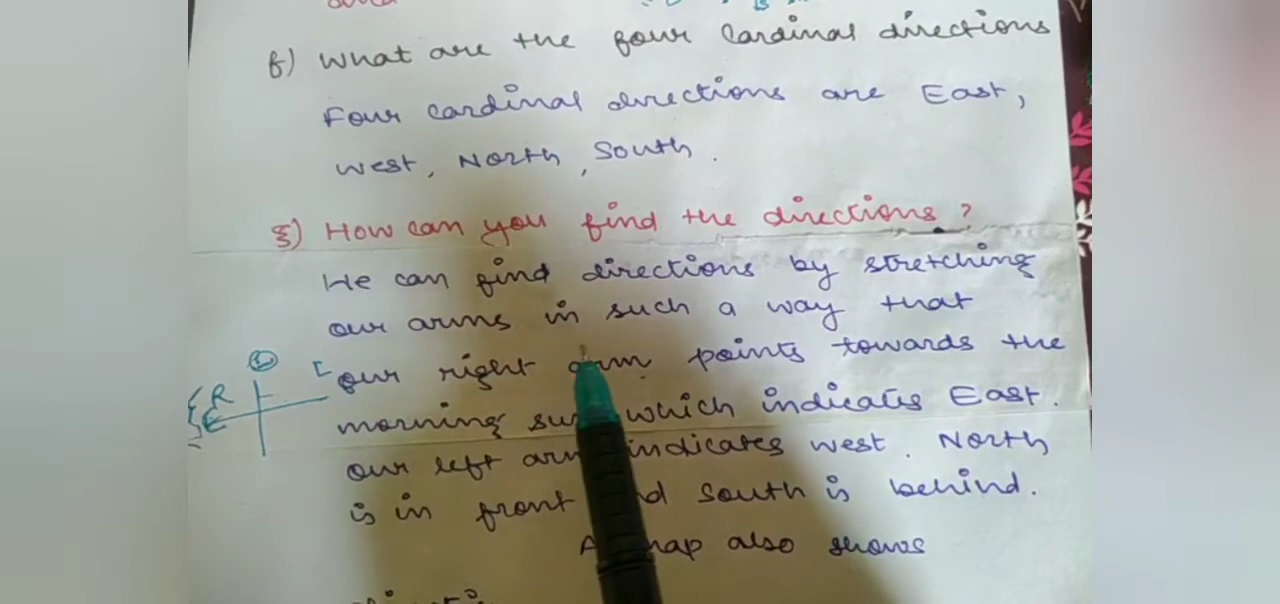 f) What are the four cardinal directions
Four cardinal directions are East,
west, North, South.
g) How can you find the directions?
He can find directions by stretching
our arms in such a way that
our right arm points towards the
morning sun which indicates East.
our left arm indicates west. North
is in front and south is behind.
A map also shows
R
E